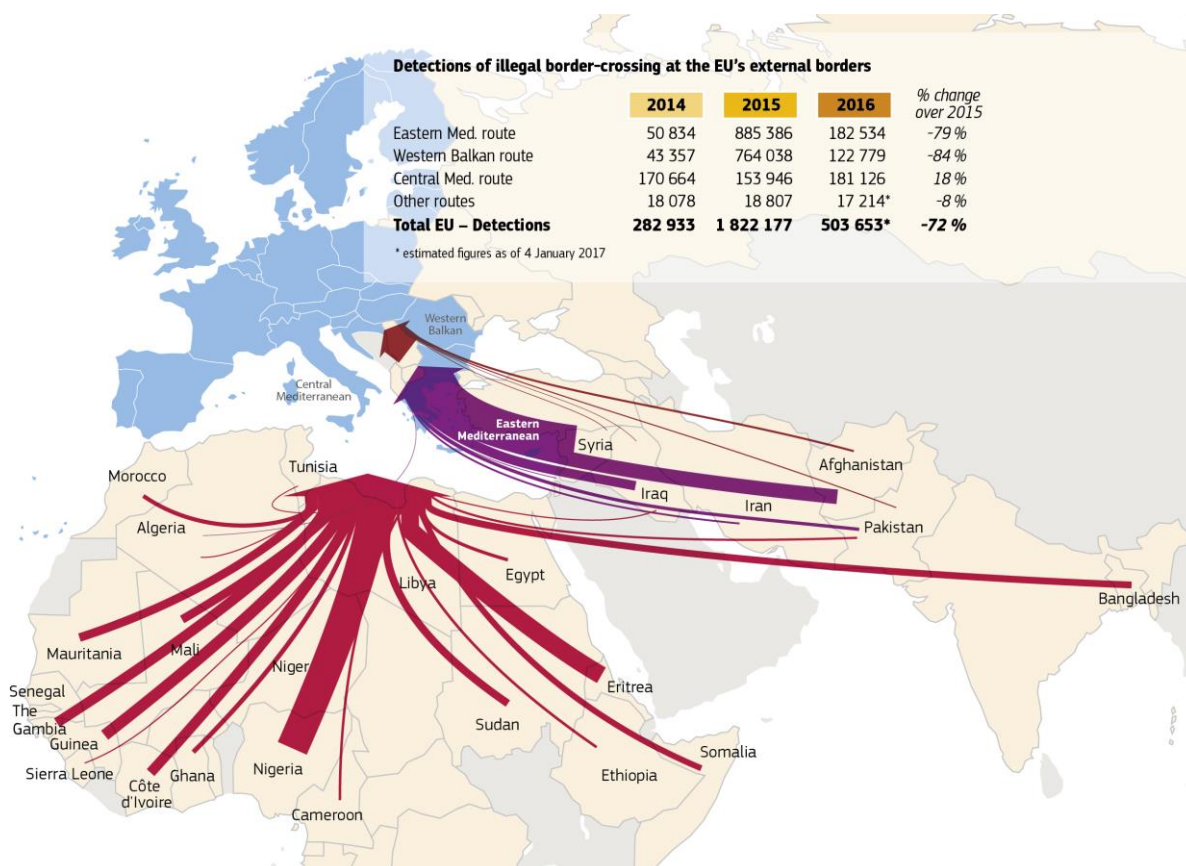 Detections of illegal border-crossing at the EU's external borders
2014 2015 2016 % change over 2015
Eastern Med. route 50 834 885 386 182 534 -79 %
Western Balkan route 43 357 764 038 122 779 -84 %
Central Med. route 170 664 153 946 181 126 18 %
Other routes 18 078 18 807 17 214* -8 %
Total EU – Detections 282 933 1 822 177 503 653* -72 %
* estimated figures as of 4 January 2017
Western
Balkan
Central
Mediterranean
Eastern
Mediterranean
Syria
Afghanistan
Iraq
Iran
Pakistan
Bangladesh
Morocco
Tunisia
Algeria
Libya
Egypt
Mauritania
Mali
Niger
Eritrea
Senegal
The
Gambia
Guinea
Sudan
Sierra Leone
Côte
d'Ivoire
Ghana
Nigeria
Cameroon
Ethiopia
Somalia